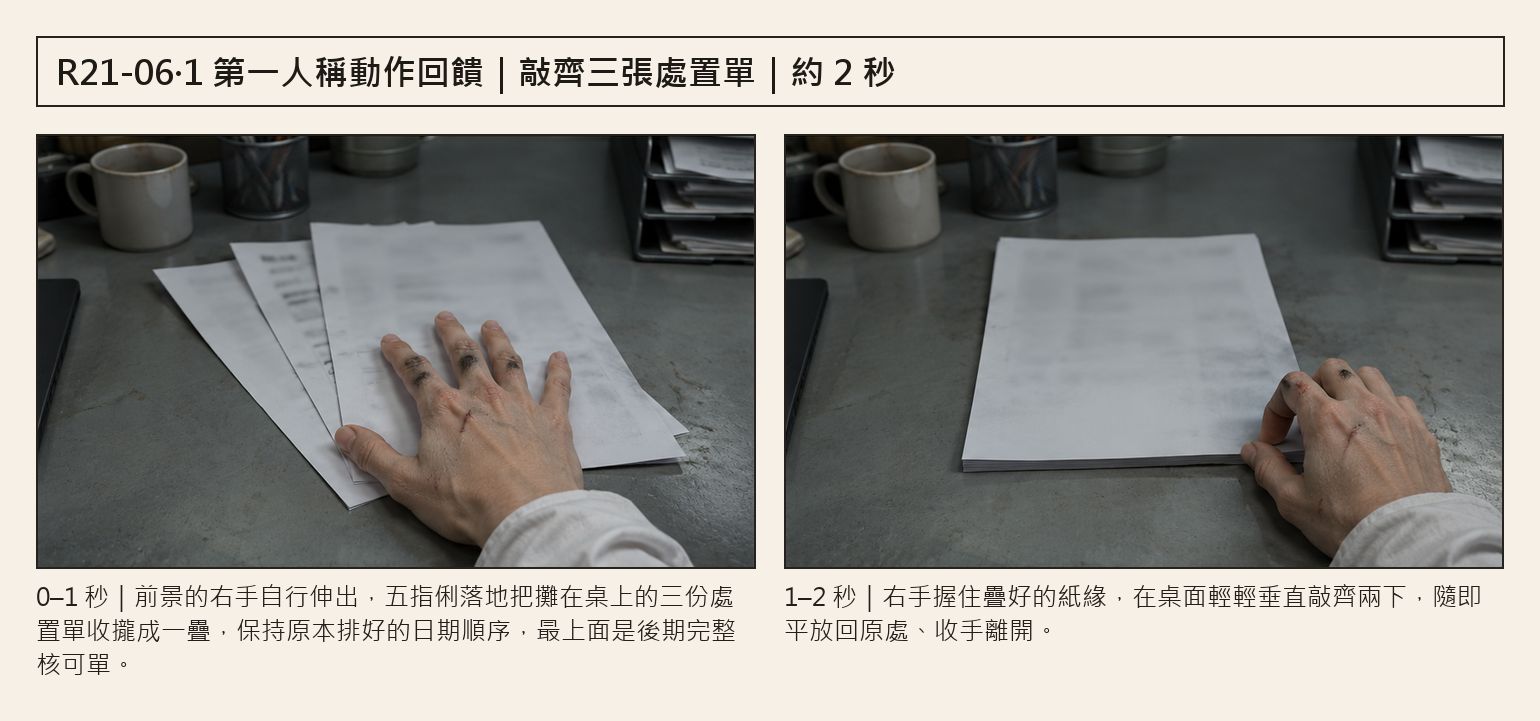 R21-06·1 第一人稱動作回饋｜敲齊三張處置單｜約 2 秒
0–1 秒｜前景的右手自行伸出，五指俐落地把攤在桌上的三份處
置單收攏成一疊，保持原本排好的日期順序，最上面是後期完整
核可單。
1–2 秒｜右手握住疊好的紙緣，在桌面輕輕垂直敲齊兩下，隨即
平放回原處、收手離開。